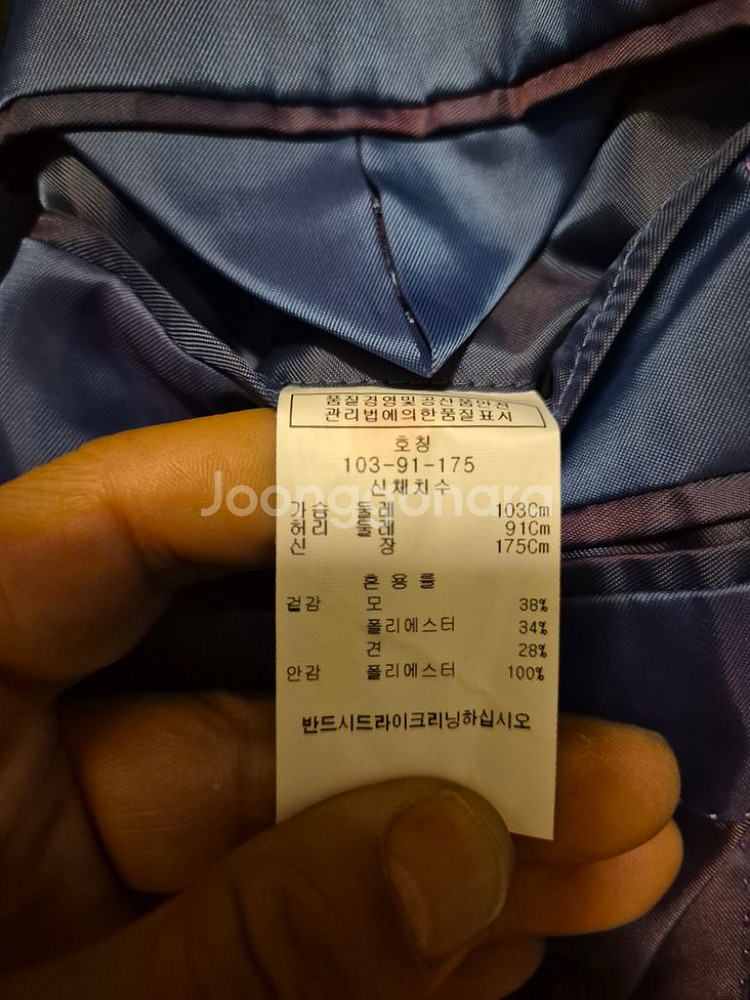 품질경영및공산품안전
관리법에의한품질표시
호칭
103-91-175
신체치수
Joonggonara
가슴 둘레 103Cm
허리 둘레 91Cm
신 장 175Cm
혼용률
겉감 모 38%
폴리에스터 34%
견 28%
안감 폴리에스터 100%
반드시드라이크리닝하십시오